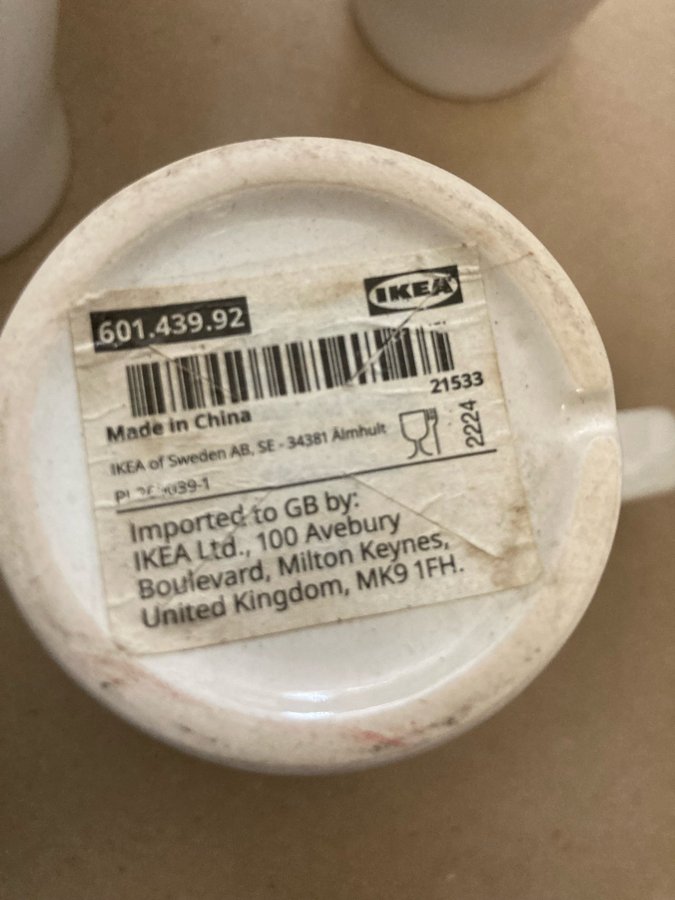 601.439.92
IKEA
21533
Made in China
2224
IKEA of Sweden AB, SE - 34381 Älmhult
Imported to GB by:
IKEA Ltd., 100 Avebury
Boulevard, Milton Keynes,
United Kingdom, MK9 1FH.